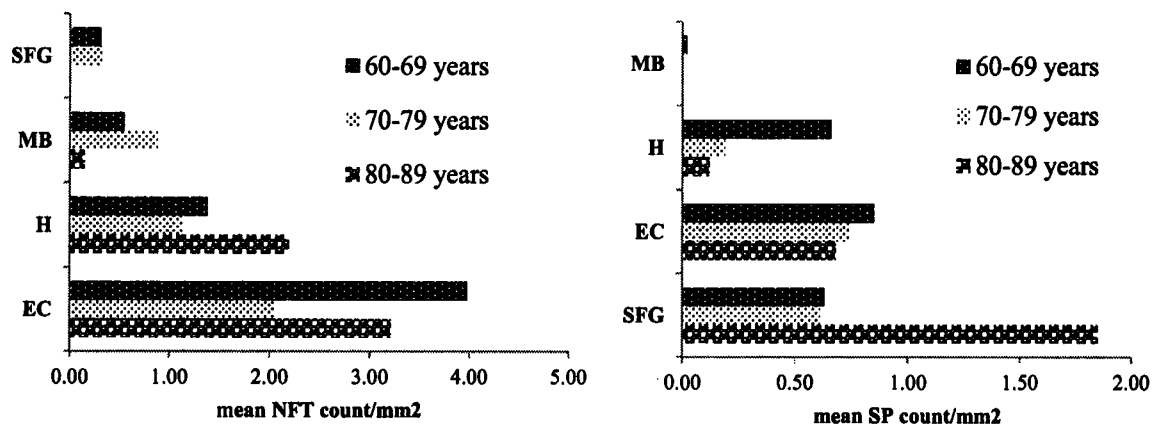 SFG
MB
H
EC
60-69 years
70-79 years
80-89 years
0.00 1.00 2.00 3.00 4.00 5.00
mean NFT count/mm2
MB
H
EC
SFG
60-69 years
70-79 years
80-89 years
0.00 0.50 1.00 1.50 2.00
mean SP count/mm2